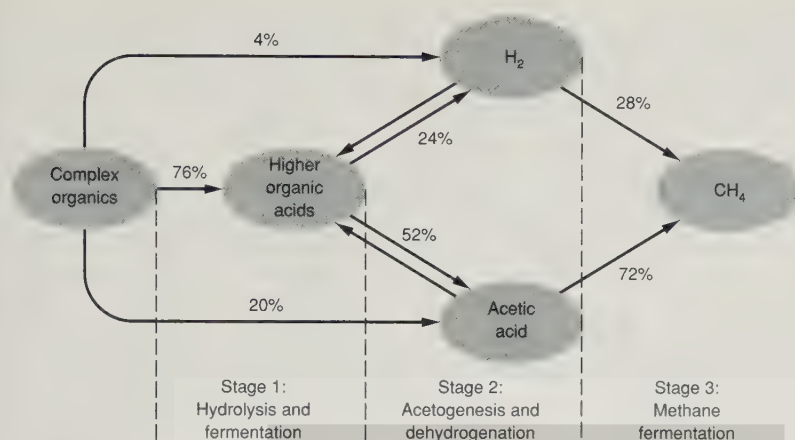 4%
H₂
28%
24%
Complex
organics
76%
Higher
organic
acids
CH₄
52%
72%
20%
Acetic
acid
Stage 1:
Hydrolysis and
fermentation
Stage 2:
Acetogenesis and
dehydrogenation
Stage 3:
Methane
fermentation